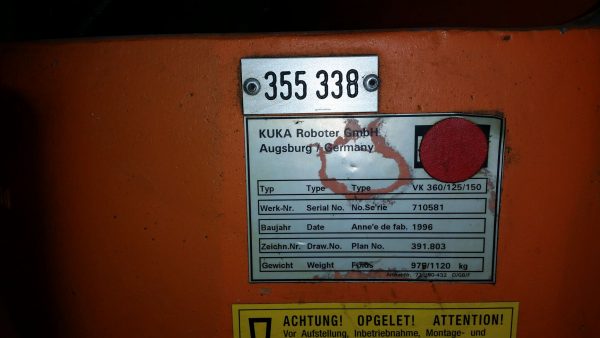 355 338
KUKA Roboter GmbH
Augsburg / Germany
Typ Type Type VK 360/125/150
Werk-Nr. Serial No. No.Se'rie 710581
Baujahr Date Anne'e de fab. 1996
Zeichn.Nr. Draw.No. Plan No. 391.803
Gewicht Weight Poids 975/1120 kg
D/GB/F
ACHTUNG! OPGELET! ATTENTION!
Vor Aufstellung, Inbetriebnahme, Montage- und